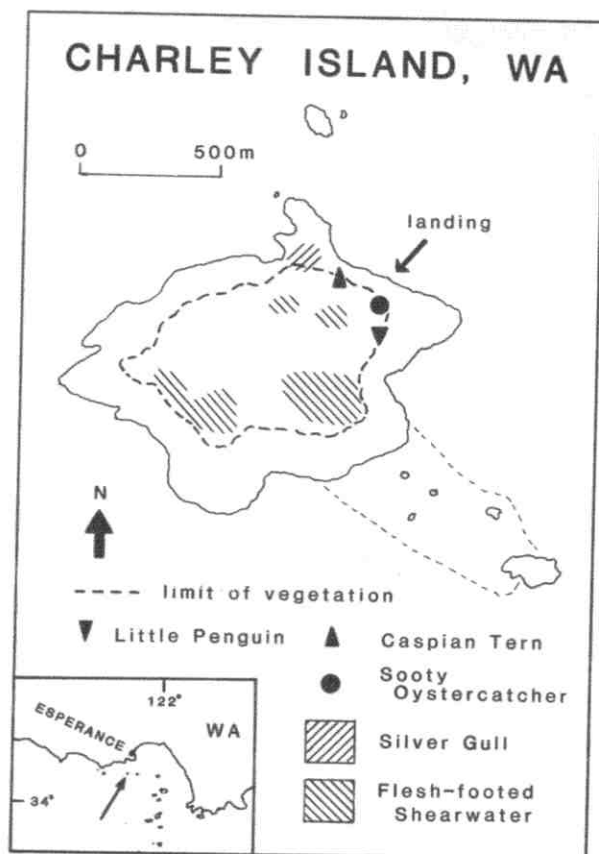 CHARLEY ISLAND, WA
0 500m
landing
N
limit of vegetation
Little Penguin
Caspian Tern
Sooty
Oystercatcher
Silver Gull
Flesh-footed
Shearwater
122°
ESPERANCE
WA
34°